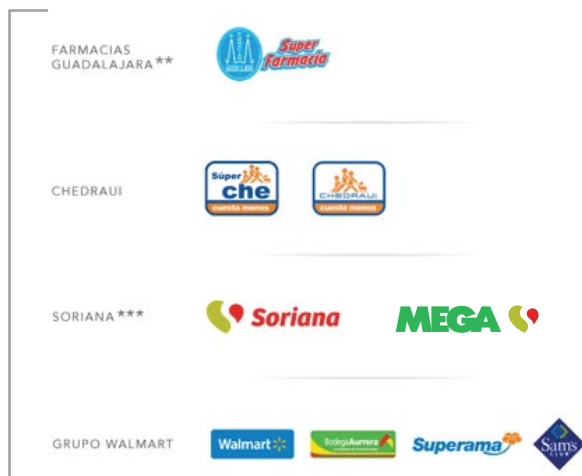 FARMACIAS
GUADALAJARA**
Super
Farmacia
CHEDRAUI
Súper
che
cuesta menos
CHEDRAUI
cuesta menos
SORIANA***
Soriana
MEGA
GRUPO WALMART
Walmart
BodegaAurrera
Superama
Sam's
CLUB